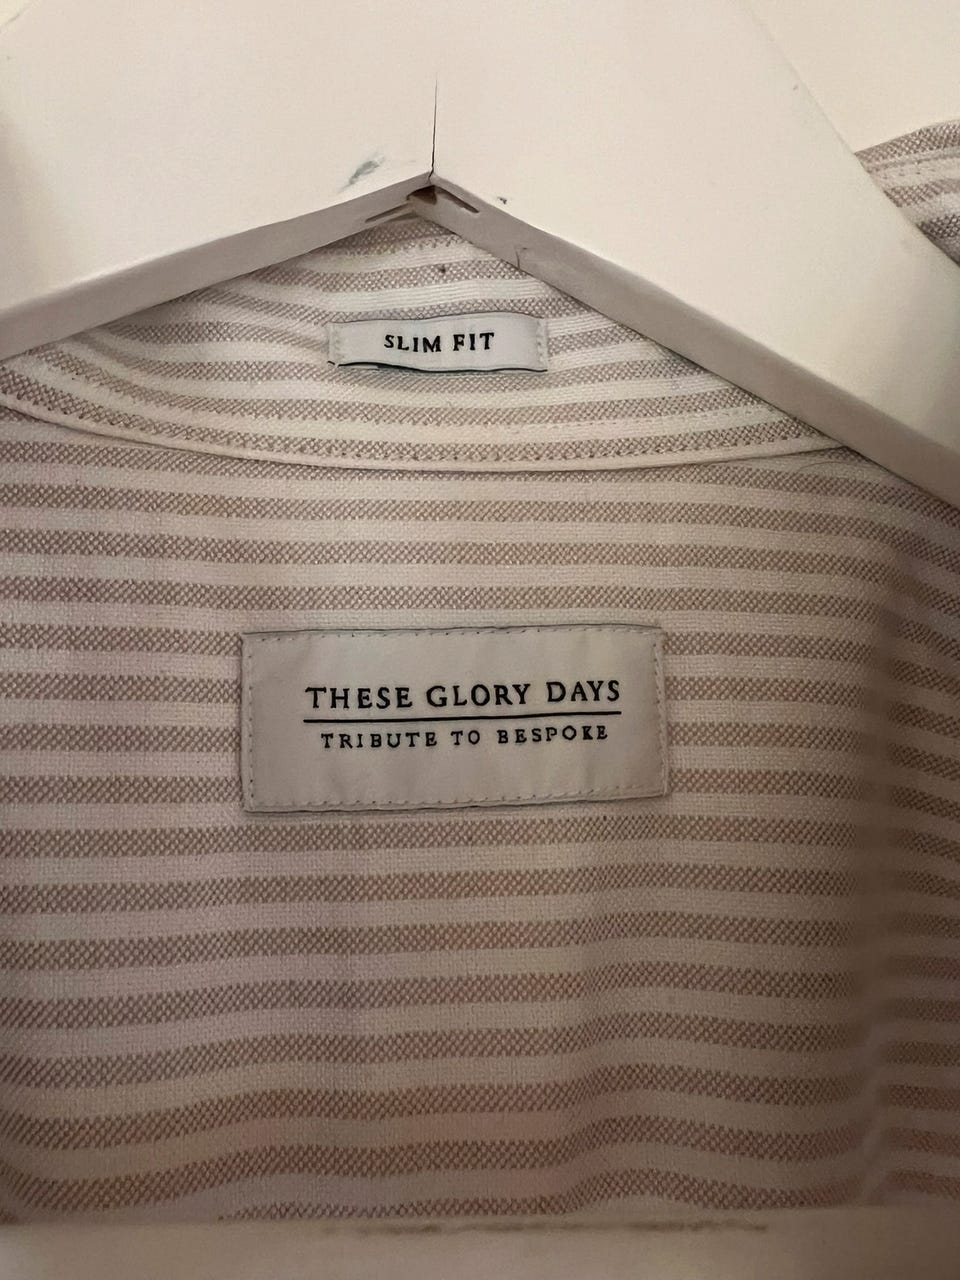 SLIM FIT
THESE GLORY DAYS
TRIBUTE TO BESPOKE